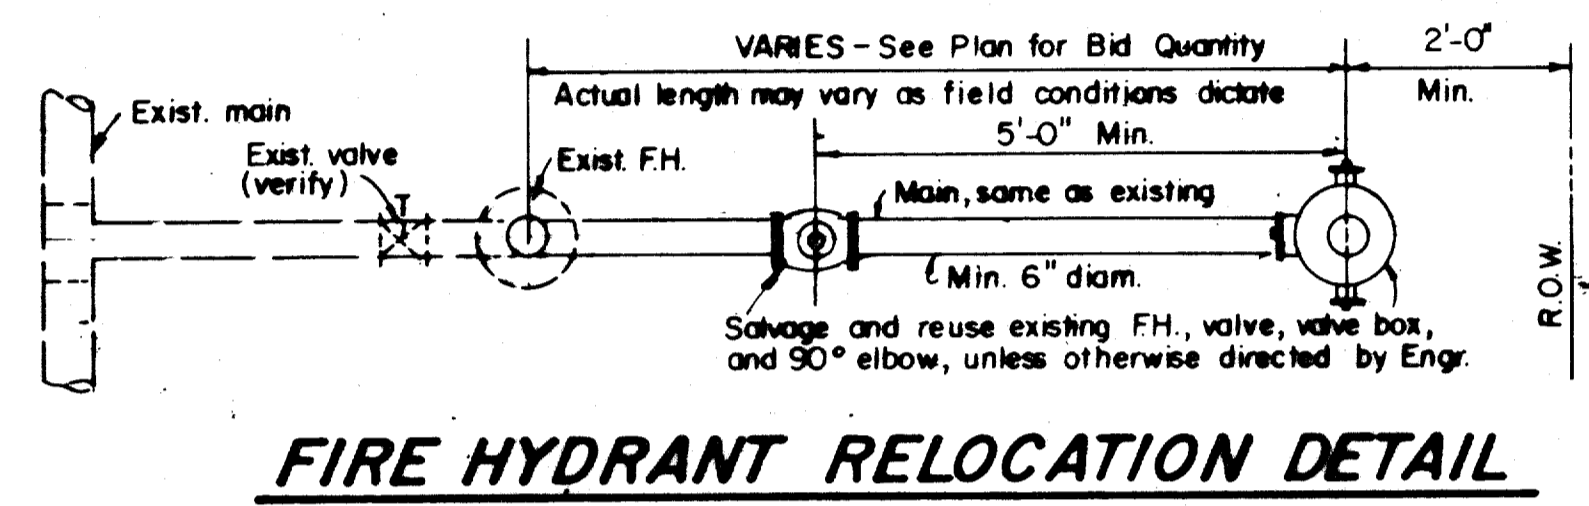 VARIES - See Plan for Bid Quantity
2'-0"
Actual length may vary as field conditions dictate
Min.
Exist. main
5'-0" Min.
Exist. valve
(verify)
Exist. F.H.
Main, same as existing
Min. 6" diam.
Salvage and reuse existing F.H., valve, valve box,
and 90° elbow, unless otherwise directed by Engr.
R.O.W.
FIRE HYDRANT RELOCATION DETAIL